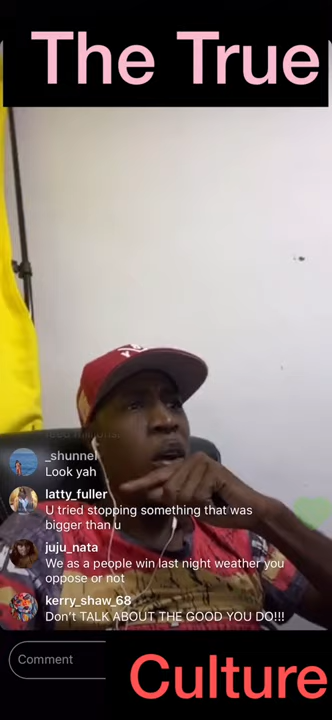 The True
_shunnel
Look yah
latty_fuller
U tried stopping something that was
bigger than u
juju_nata
We as a people win last night weather you
oppose or not
kerry_shaw_68
Don't TALK ABOUT THE GOOD YOU DO!!!
Comment
Culture